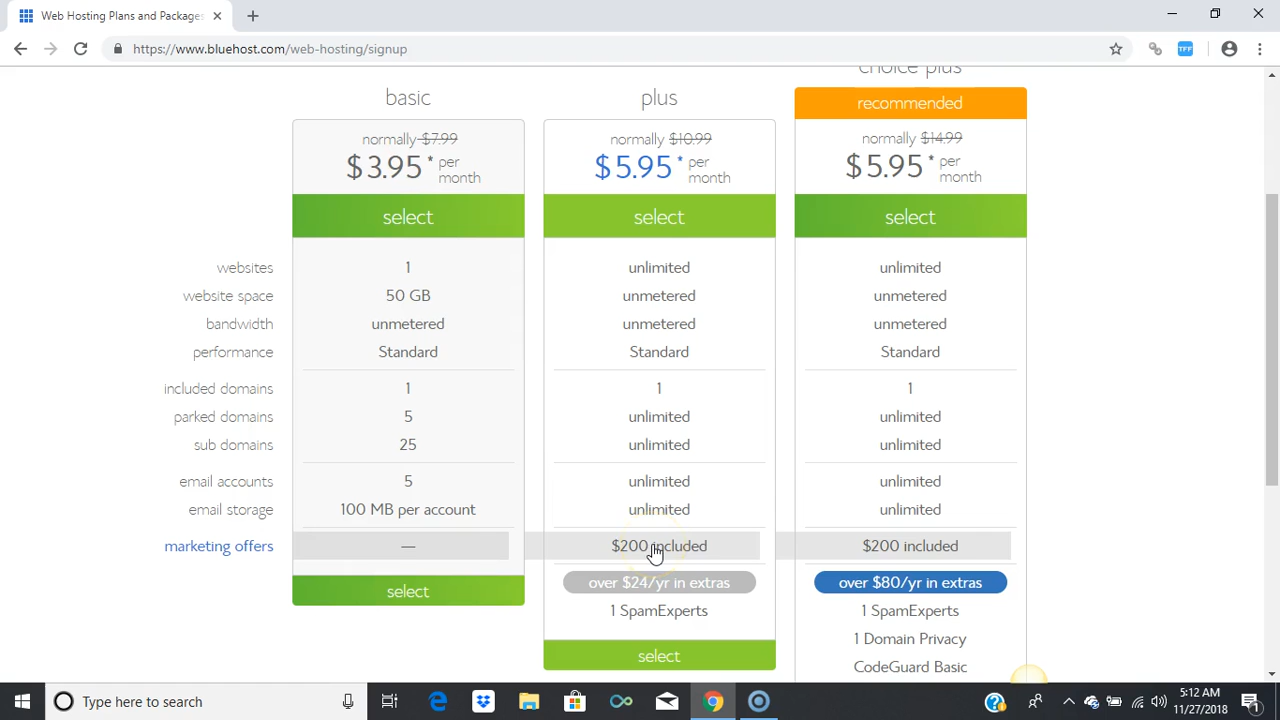 Web Hosting Plans and Packages
https://www.bluehost.com/web-hosting/signup
TFF
choice plus
basic
plus
recommended
normally $7.99
$3.95* per month
normally $10.99
$5.95* per month
normally $14.99
$5.95* per month
select select select
websites 1 unlimited unlimited
website space 50 GB unmetered unmetered
bandwidth unmetered unmetered unmetered
performance Standard Standard Standard
included domains 1 1 1
parked domains 5 unlimited unlimited
sub domains 25 unlimited unlimited
email accounts 5 unlimited unlimited
email storage 100 MB per account unlimited unlimited
marketing offers — $200 included $200 included
over $24/yr in extras over $80/yr in extras
select
1 SpamExperts 1 SpamExperts
1 Domain Privacy
select
CodeGuard Basic
Type here to search
5:12 AM
11/27/2018
1